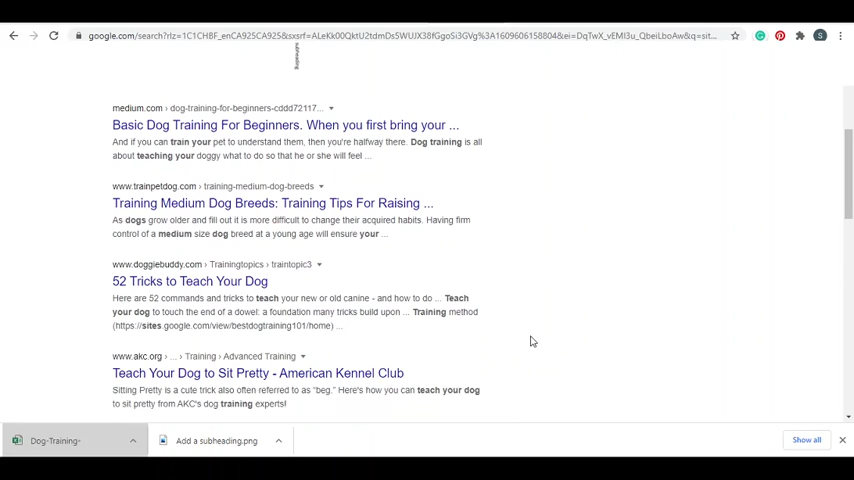 google.com/search?rlz=1C1CHBF_enCA925CA925&sxsrf=ALeKk00QktU2tdmDs5WUJX38fGgoSi3GVg%3A1609606158804&ei=DqTwX_vEMI3u_QbeiLboAw&q=sit...
S
subheading
medium.com › dog-training-for-beginners-cddd72117...
Basic Dog Training For Beginners. When you first bring your ...
And if you can train your pet to understand them, then you're halfway there. Dog training is all
about teaching your doggy what to do so that he or she will feel ...
www.trainpetdog.com › training-medium-dog-breeds
Training Medium Dog Breeds: Training Tips For Raising ...
As dogs grow older and fill out it is more difficult to change their acquired habits. Having firm
control of a medium size dog breed at a young age will ensure your ...
www.doggiebuddy.com › Trainingtopics › traintopic3
52 Tricks to Teach Your Dog
Here are 52 commands and tricks to teach your new or old canine - and how to do ... Teach
your dog to touch the end of a dowel: a foundation many tricks build upon ... Training method
(https://sites.google.com/view/bestdogtraining101/home) ...
www.akc.org › ... › Training › Advanced Training
Teach Your Dog to Sit Pretty - American Kennel Club
Sitting Pretty is a cute trick also often referred to as “beg.” Here's how you can teach your dog
to sit pretty from AKC's dog training experts!
Dog-Training-
Add a subheading.png
Show all